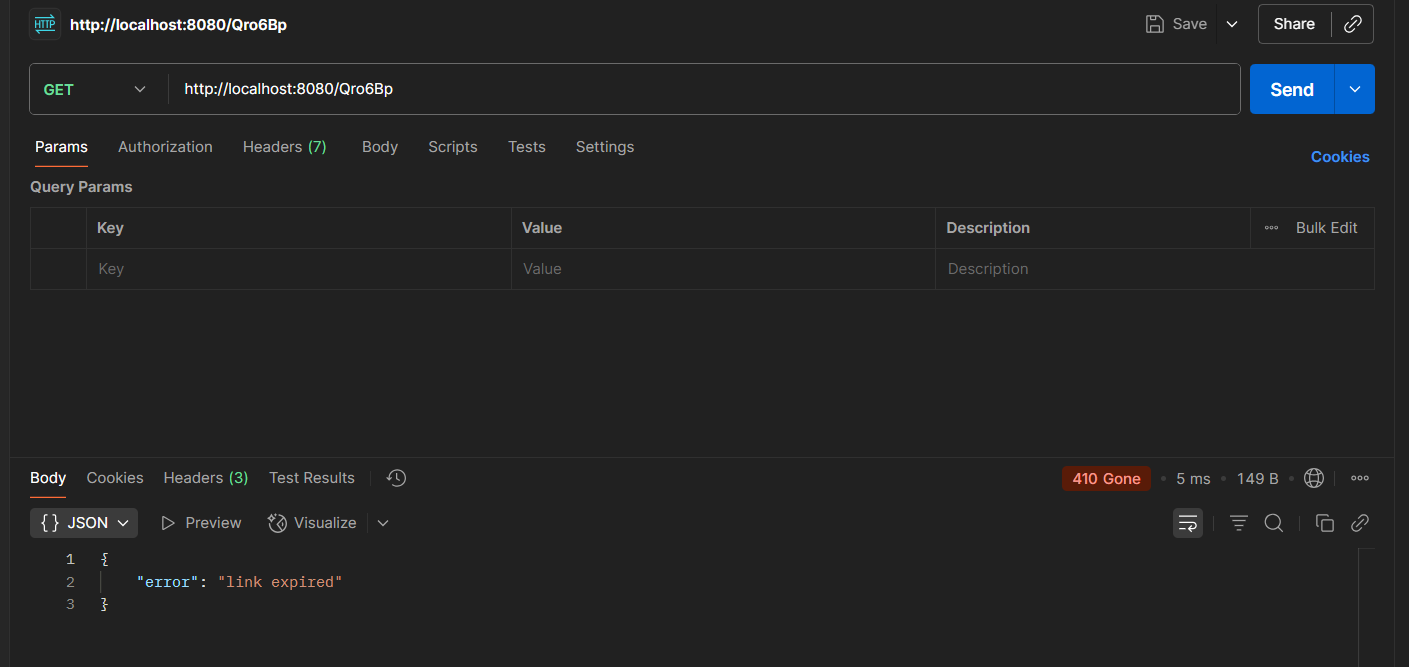 HTTP http://localhost:8080/Qro6Bp Save Share
GET http://localhost:8080/Qro6Bp Send
Params Authorization Headers (7) Body Scripts Tests Settings Cookies
Query Params
Key Value Description Bulk Edit
Key Value Description
Body Cookies Headers (3) Test Results 410 Gone • 5 ms • 149 B •
{ } JSON Preview Visualize
1 {
2 "error": "link expired"
3 }